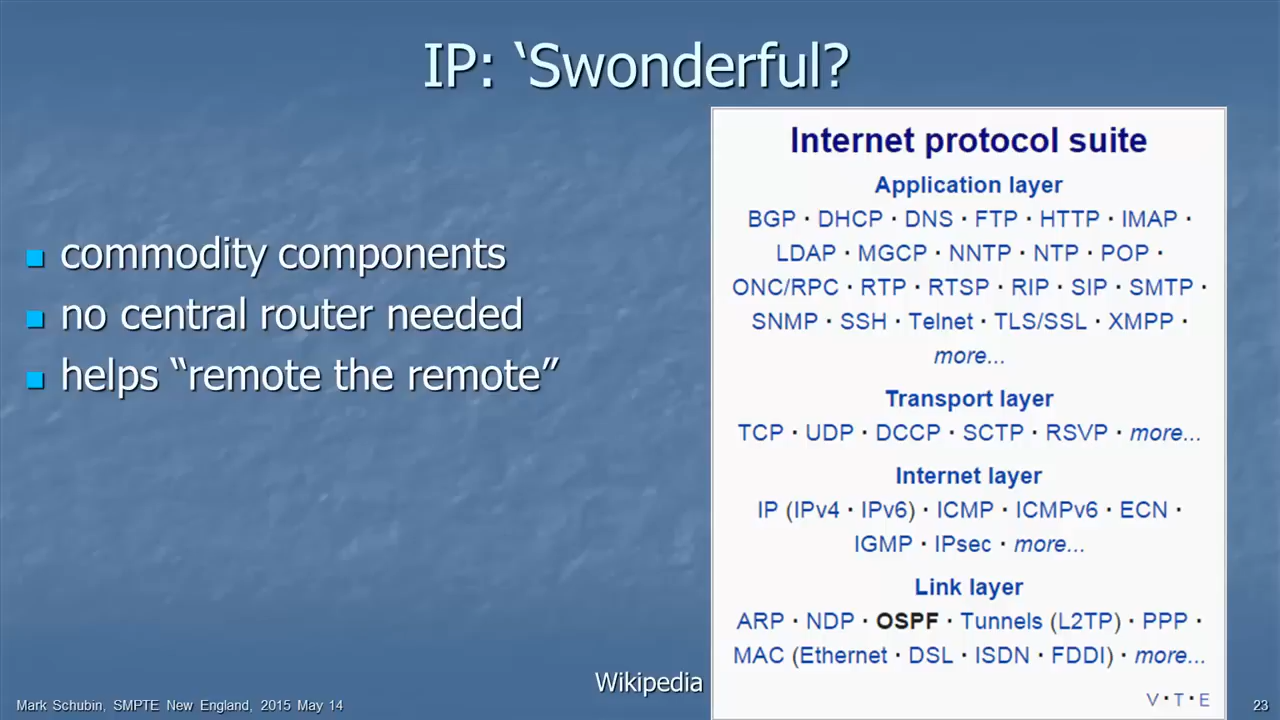 IP: ‘Swonderful?
commodity components
no central router needed
helps “remote the remote”
Internet protocol suite
Application layer
BGP · DHCP · DNS · FTP · HTTP · IMAP ·
LDAP · MGCP · NNTP · NTP · POP ·
ONC/RPC · RTP · RTSP · RIP · SIP · SMTP ·
SNMP · SSH · Telnet · TLS/SSL · XMPP ·
more...
Transport layer
TCP · UDP · DCCP · SCTP · RSVP · more...
Internet layer
IP (IPv4 · IPv6) · ICMP · ICMPv6 · ECN ·
IGMP · IPsec · more...
Link layer
ARP · NDP · OSPF · Tunnels (L2TP) · PPP ·
MAC (Ethernet · DSL · ISDN · FDDI) · more...
V · T · E
Wikipedia
Mark Schubin, SMPTE New England, 2015 May 14
23